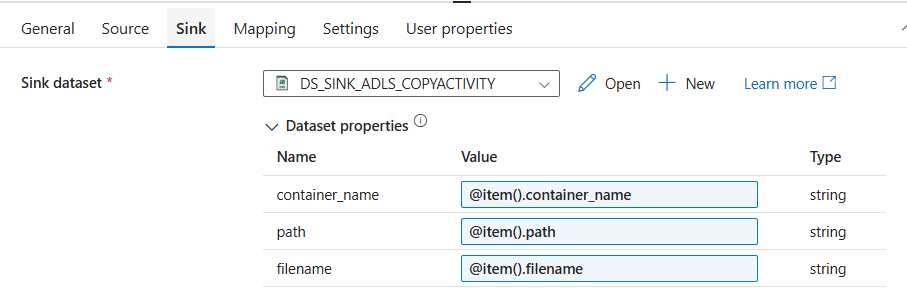 General Source Sink Mapping Settings User properties
Sink dataset * DS_SINK_ADLS_COPYACTIVITY Open New Learn more
Dataset properties
Name Value Type
container_name @item().container_name string
path @item().path string
filename @item().filename string